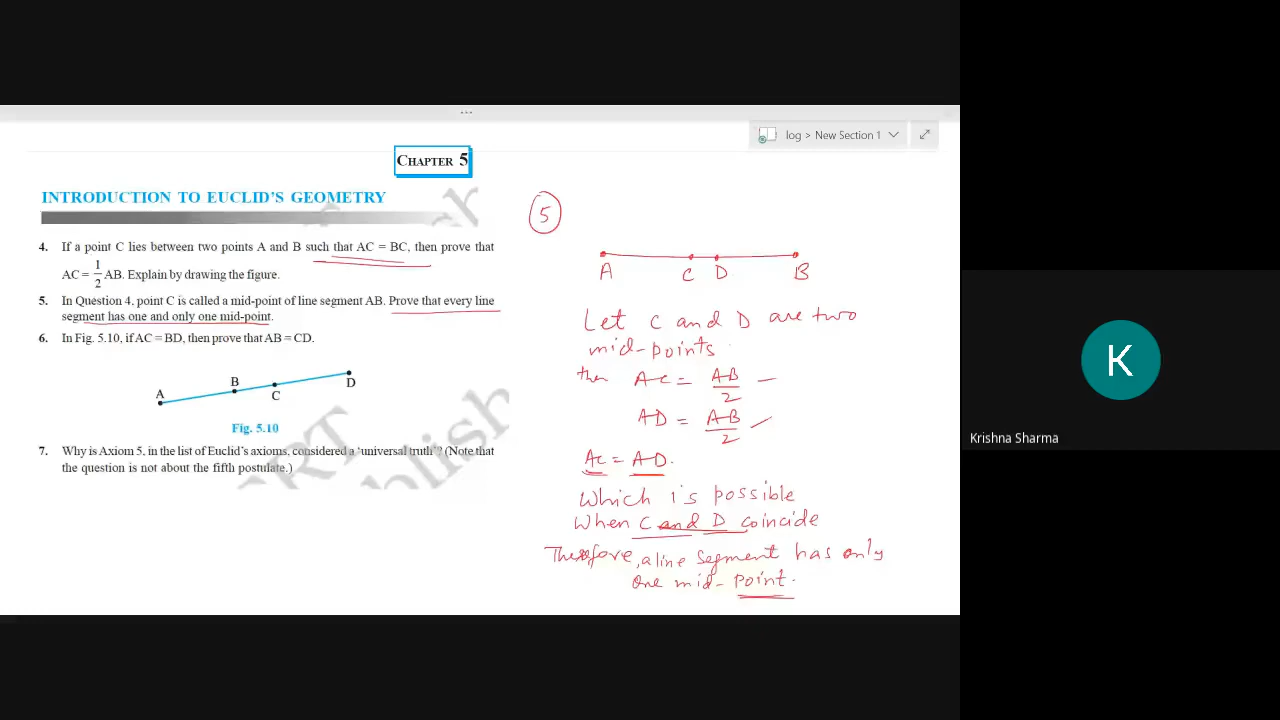 ...
log > New Section 1
CHAPTER 5
INTRODUCTION TO EUCLID'S GEOMETRY
4. If a point C lies between two points A and B such that AC = BC, then prove that
AC = 1/2 AB. Explain by drawing the figure.
5. In Question 4, point C is called a mid-point of line segment AB. Prove that every line
segment has one and only one mid-point.
6. In Fig. 5.10, if AC = BD, then prove that AB = CD.
A B C D
Fig. 5.10
7. Why is Axiom 5, in the list of Euclid's axioms, considered a 'universal truth'? (Note that
the question is not about the fifth postulate.)
5
A C D B
Let C and D are two
mid-points
then AC = AB/2
AD = AB/2
AC = AD.
Which is possible
When C and D coincide
Therefore, a line segment has only
one mid-point.
K
Krishna Sharma